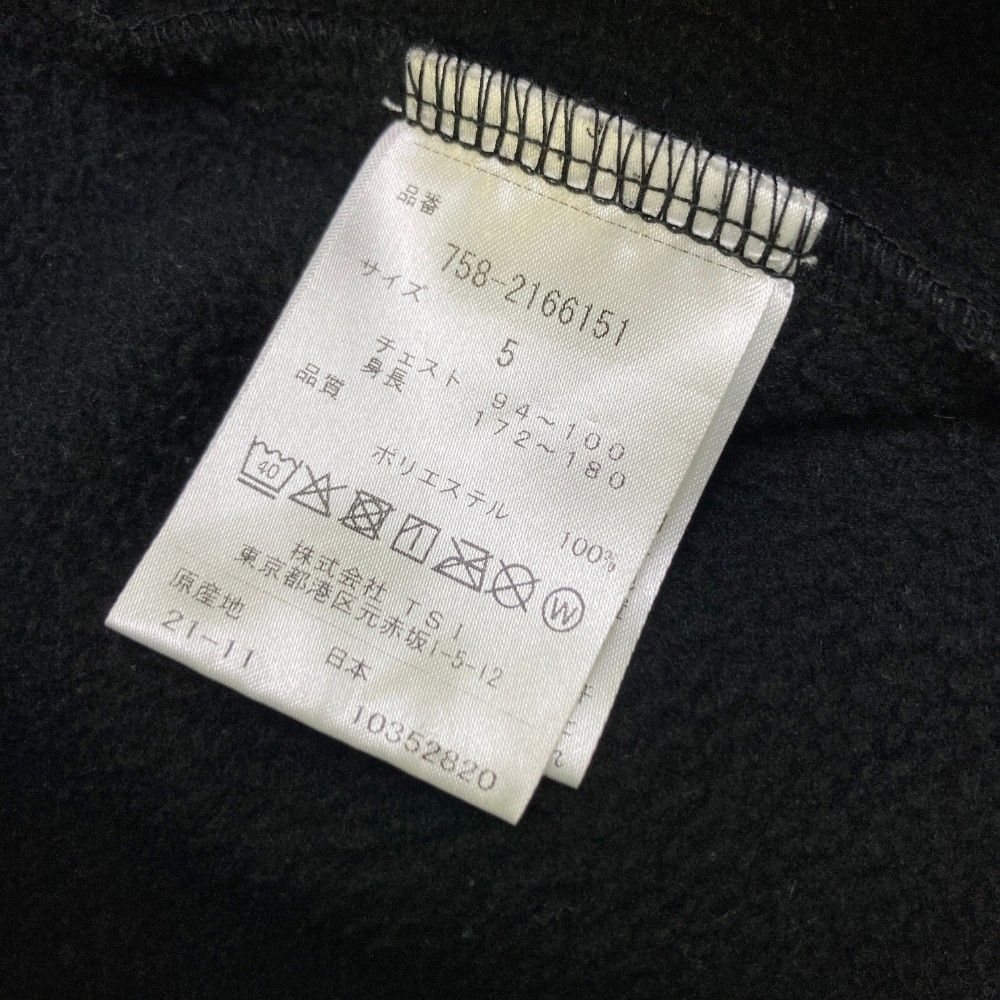 品番
758-2166151
サイズ
5
チェスト 94～100
身長 172～180
品質
ポリエステル 100%
40
W
株式会社 TSI
東京都港区元赤坂1-5-12
原産地 日本
21-11 10352820